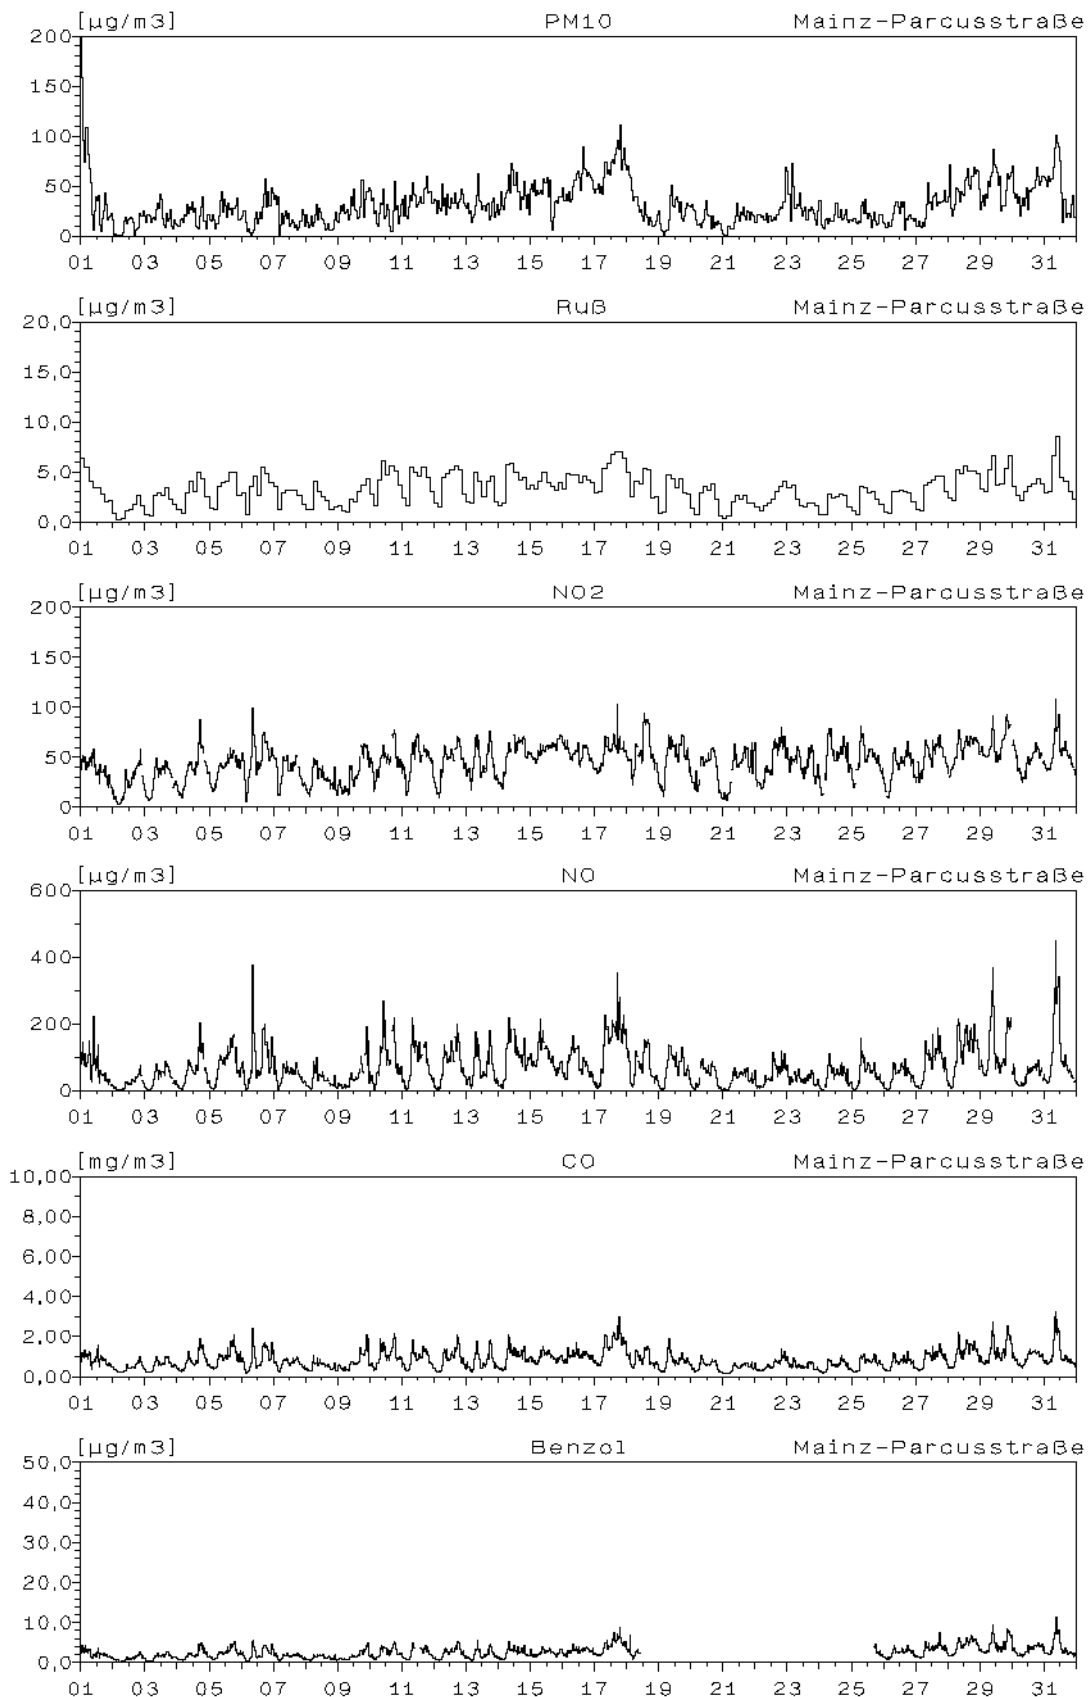 [µg/m3] PM10 Mainz-Parcusstraße
200
150
100
50
0
01 03 05 07 09 11 13 15 17 19 21 23 25 27 29 31
[µg/m3] Ruß Mainz-Parcusstraße
20,0
15,0
10,0
5,0
0,0
01 03 05 07 09 11 13 15 17 19 21 23 25 27 29 31
[µg/m3] NO2 Mainz-Parcusstraße
200
150
100
50
0
01 03 05 07 09 11 13 15 17 19 21 23 25 27 29 31
[µg/m3] NO Mainz-Parcusstraße
600
400
200
0
01 03 05 07 09 11 13 15 17 19 21 23 25 27 29 31
[mg/m3] CO Mainz-Parcusstraße
10,00
8,00
6,00
4,00
2,00
0,00
01 03 05 07 09 11 13 15 17 19 21 23 25 27 29 31
[µg/m3] Benzol Mainz-Parcusstraße
50,0
40,0
30,0
20,0
10,0
0,0
01 03 05 07 09 11 13 15 17 19 21 23 25 27 29 31